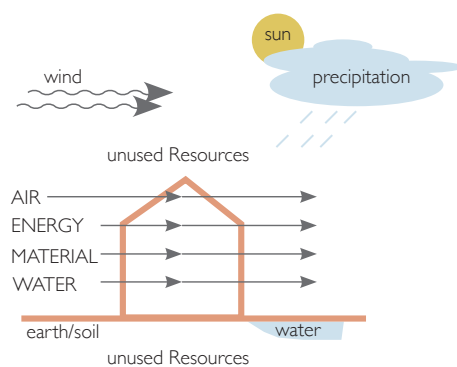 sun
wind
precipitation
unused Resources
AIR
ENERGY
MATERIAL
WATER
earth/soil
water
unused Resources